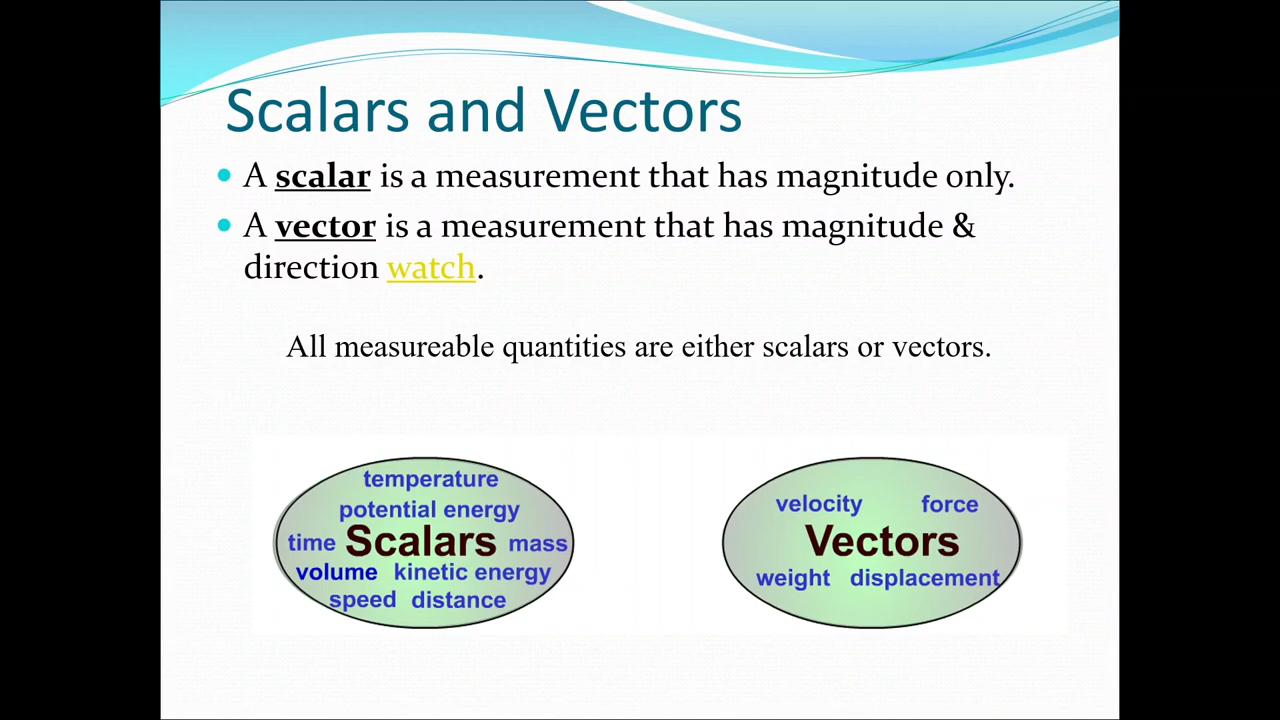 Scalars and Vectors
A scalar is a measurement that has magnitude only.
A vector is a measurement that has magnitude &
direction watch.
All measureable quantities are either scalars or vectors.
temperature
potential energy
time Scalars mass
volume kinetic energy
speed distance
velocity force
Vectors
weight displacement